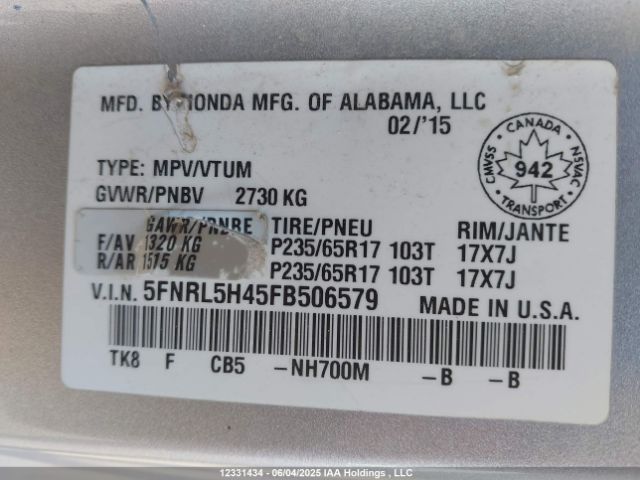 MFD. BY HONDA MFG. OF ALABAMA, LLC
02/'15
CANADA
CMVSS 942 NSVAC
TRANSPORT
TYPE: MPV/VTUM
GVWR/PNBV 2730 KG
GAWR/PNBE TIRE/PNEU RIM/JANTE
F/AV 1320 KG P235/65R17 103T 17X7J
R/AR 1515 KG P235/65R17 103T 17X7J
V.I.N. 5FNRL5H45FB506579 MADE IN U.S.A.
TK8 F CB5 -NH700M -B -B
12331434 - 06/04/2025 IAA Holdings , LLC